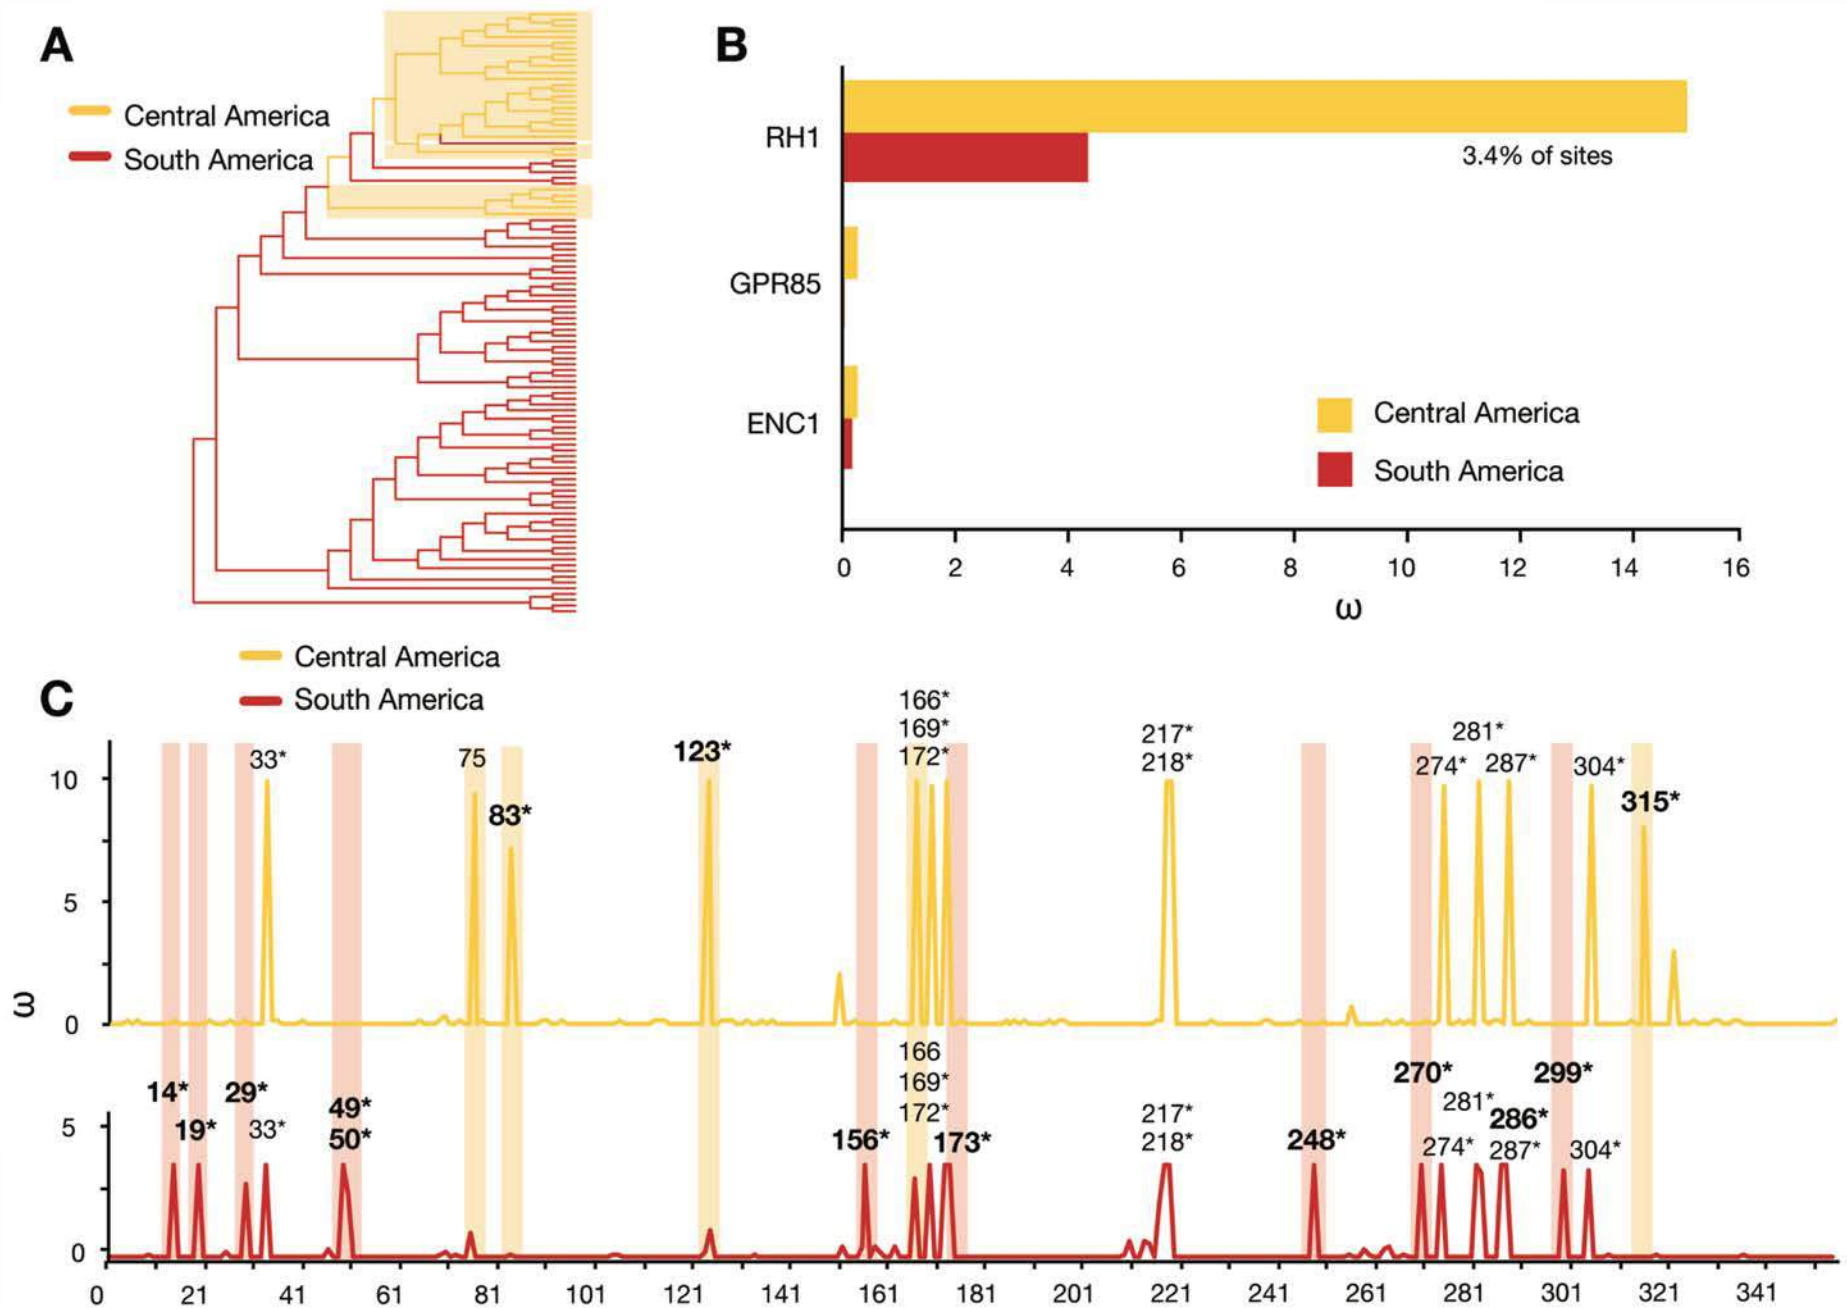 A
Central America
South America
B
RH1
3.4% of sites
GPR85
ENC1
Central America
South America
0 2 4 6 8 10 12 14 16
ω
Central America
South America
C
166*
169*
172*
33*
75
83*
123*
217*
218*
281*
274* 287*
304*
315*
10
5
0
ω
166
169*
172*
14*
19*
29*
33*
49*
50*
156*
173*
217*
218*
248*
270*
281*
274*
286*
287*
299*
304*
5
0
0 21 41 61 81 101 121 141 161 181 201 221 241 261 281 301 321 341